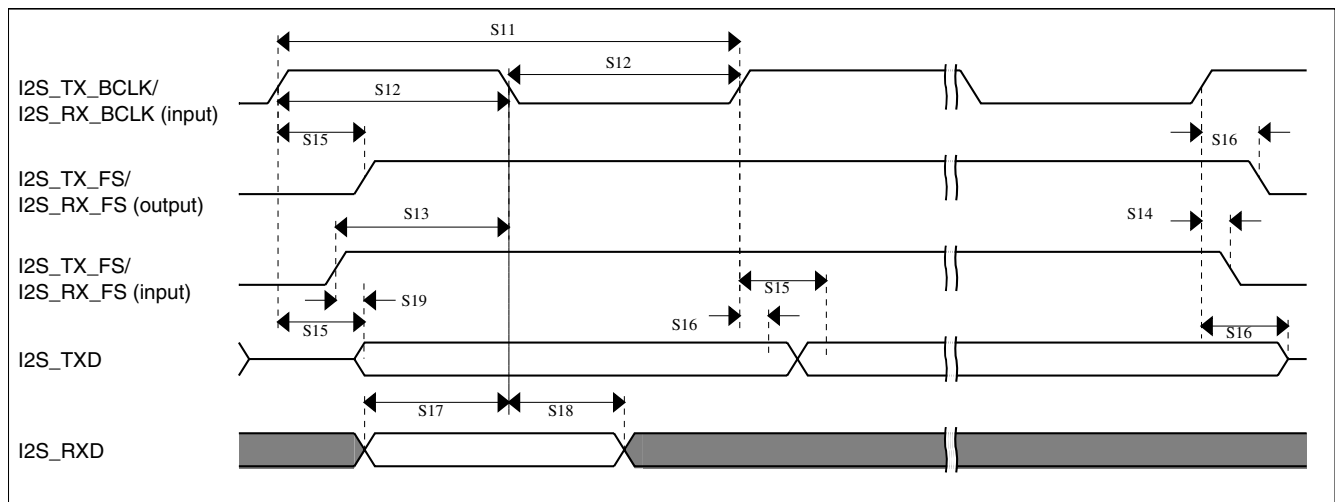 S11
I2S_TX_BCLK/
I2S_RX_BCLK (input)
S12
S12
S15
S16
I2S_TX_FS/
I2S_RX_FS (output)
S13
S14
I2S_TX_FS/
I2S_RX_FS (input)
S15
S19
S15
S16
S16
I2S_TXD
S17
S18
I2S_RXD